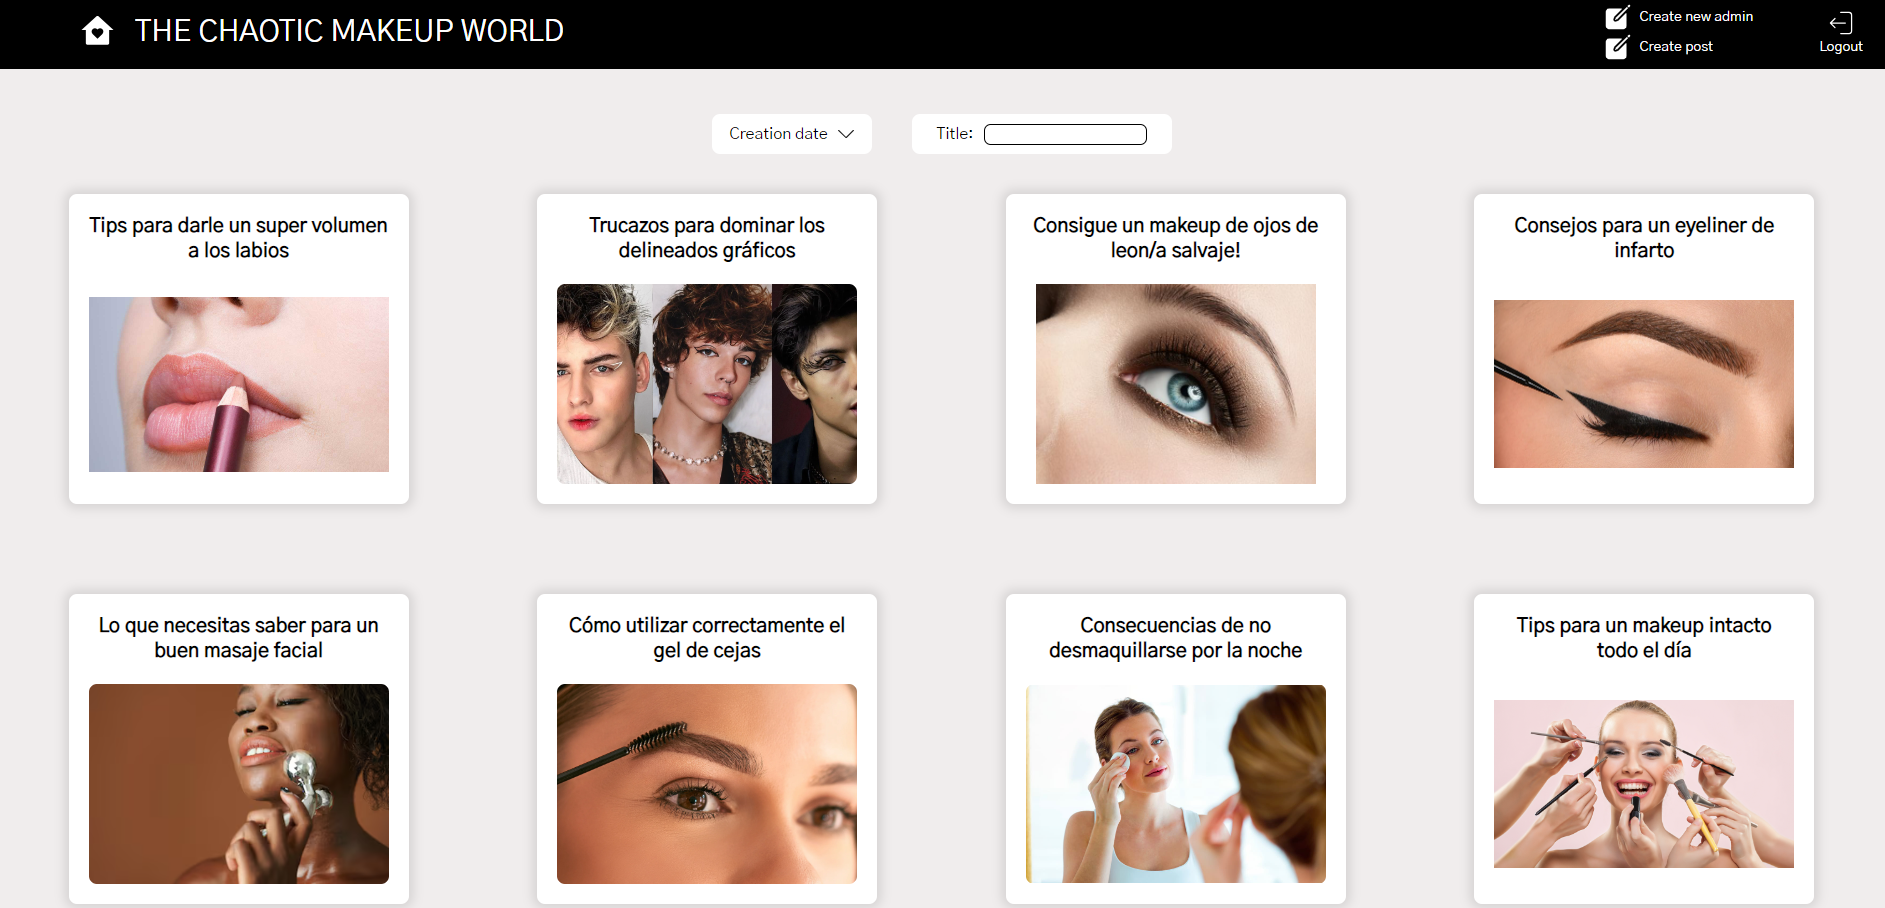 THE CHAOTIC MAKEUP WORLD
Create new admin
Create post
Logout
Creation date
Title:
Tips para darle un super volumen
a los labios
Trucazos para dominar los
delineados gráficos
Consigue un makeup de ojos de
leon/a salvaje!
Consejos para un eyeliner de
infarto
Lo que necesitas saber para un
buen masaje facial
Cómo utilizar correctamente el
gel de cejas
Consecuencias de no
desmaquillarse por la noche
Tips para un makeup intacto
todo el día